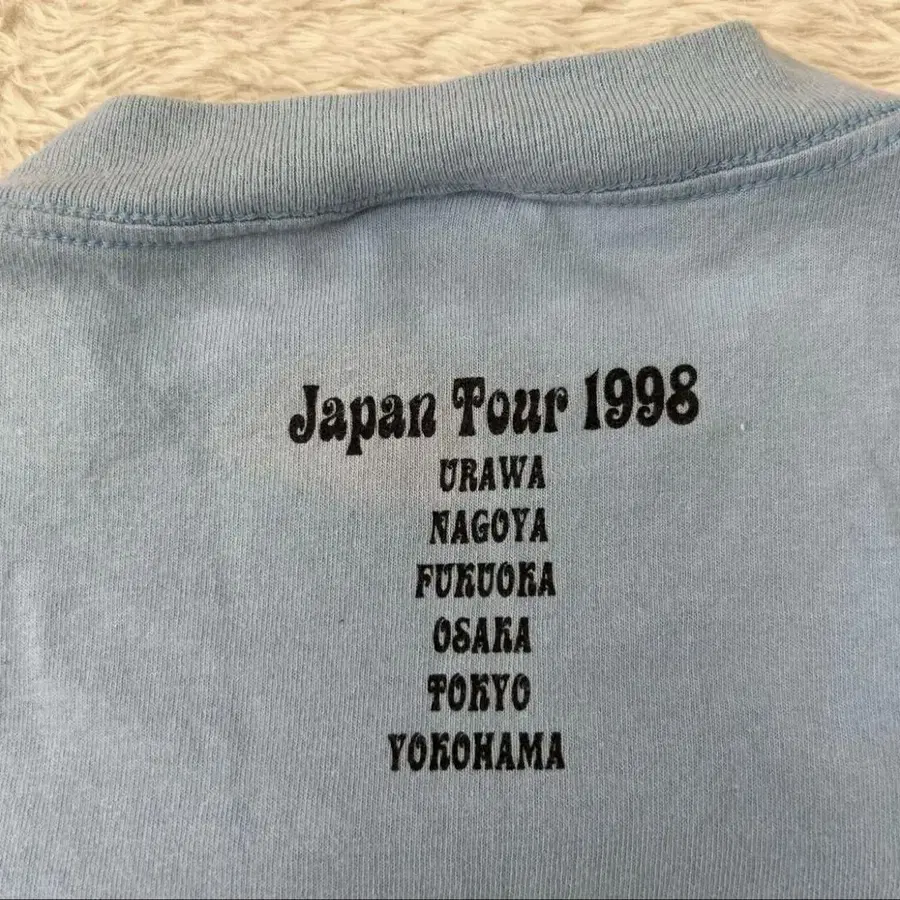 Japan Tour 1998
URAWA
NAGOYA
FUKUOKA
OSAKA
TOKYO
YOKOHAMA